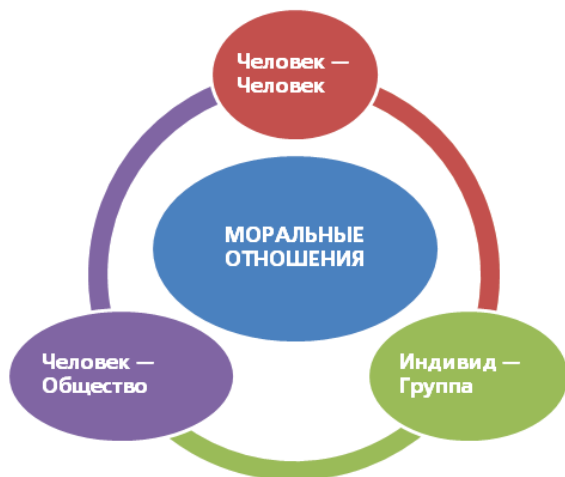 Человек —
Человек
МОРАЛЬНЫЕ
ОТНОШЕНИЯ
Человек —
Общество
Индивид —
Группа